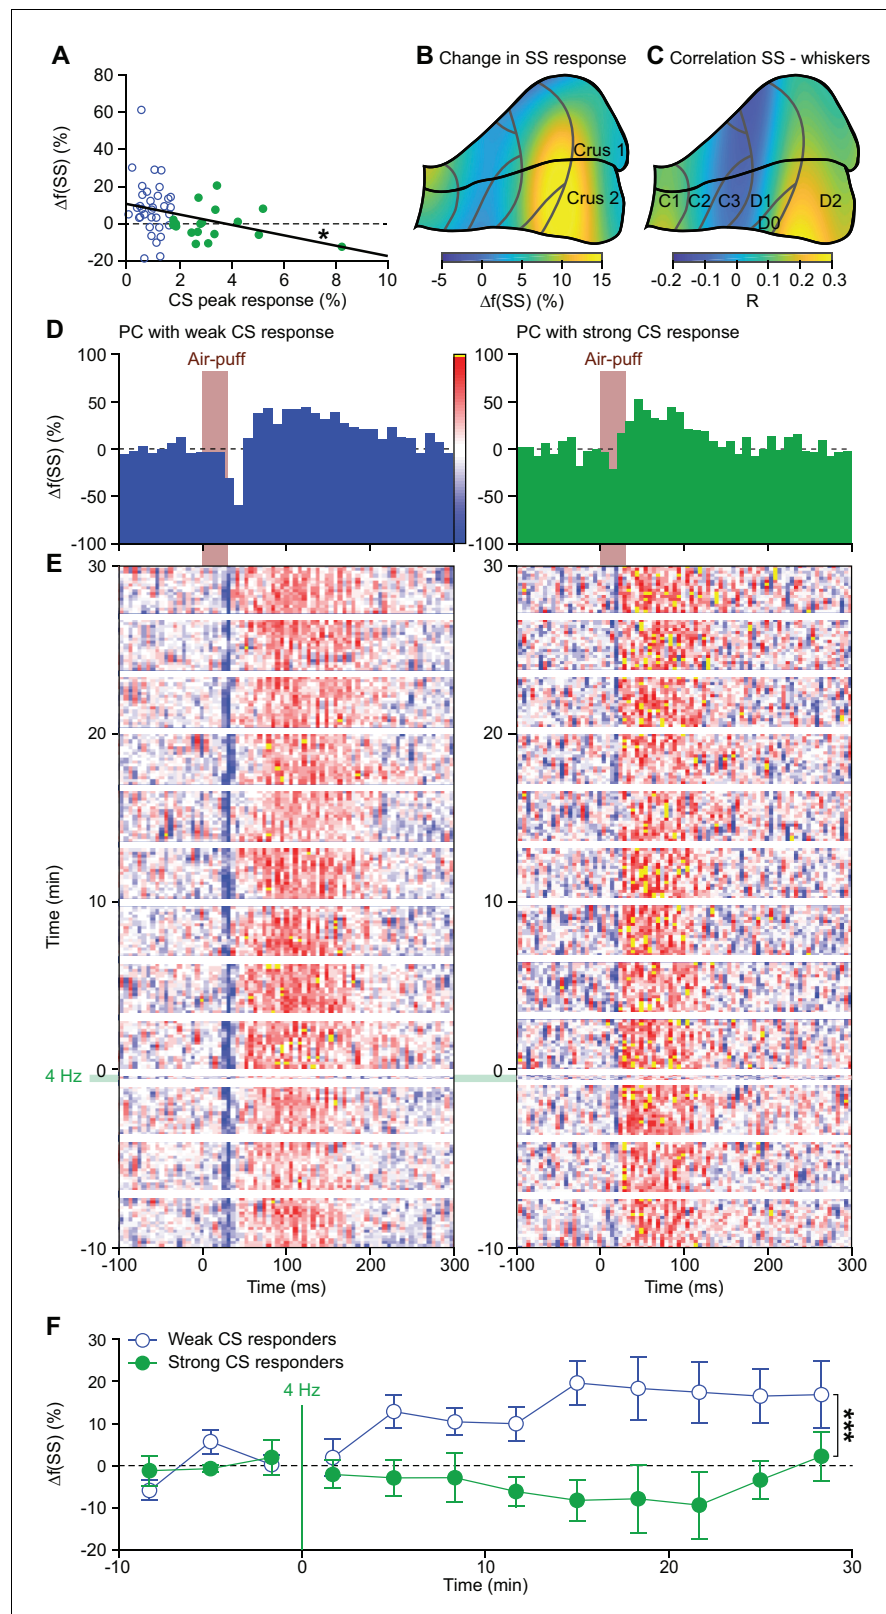 A
80
60
40
20
0
-20
Δf(SS) (%)
*
0 2 4 6 8 10
CS peak response (%)
B Change in SS response
Crus 1
Crus 2
-5 0 5 10 15
Δf(SS) (%)
C Correlation SS - whiskers
C1 C2 C3 D1 D2
D0
-0.2 -0.1 0 0.1 0.2 0.3
R
D PC with weak CS response
Air-puff
100
50
0
-50
-100
Δf(SS) (%)
PC with strong CS response
Air-puff
100
50
0
-50
-100
E
30
20
10
0
-10
Time (min)
4 Hz
-100 0 100 200 300
Time (ms)
-100 0 100 200 300
Time (ms)
F
30
20
10
0
-10
-20
Δf(SS) (%)
Weak CS responders
Strong CS responders
4 Hz
***
-10 0 10 20 30
Time (min)